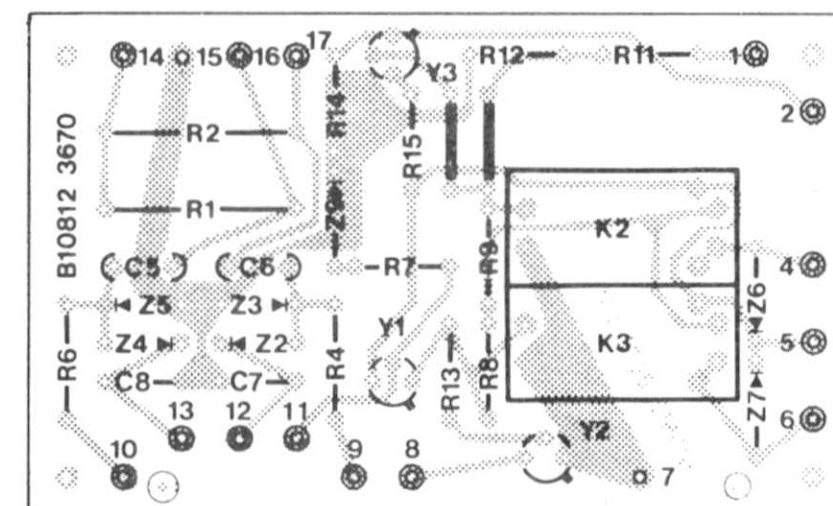 14 15 16 17 Y3 R12 R11 1
2
R14
R2 R15
B10812 3670
R1 Z9
K2
C5 C6 R7 R9 4
Z5 Z3 Z6
Y1
Z4 Z2 K3 5
R6 R4 R13 R8
C8 C7 Z7
13 12 11 Y2 6
10 9 8 7